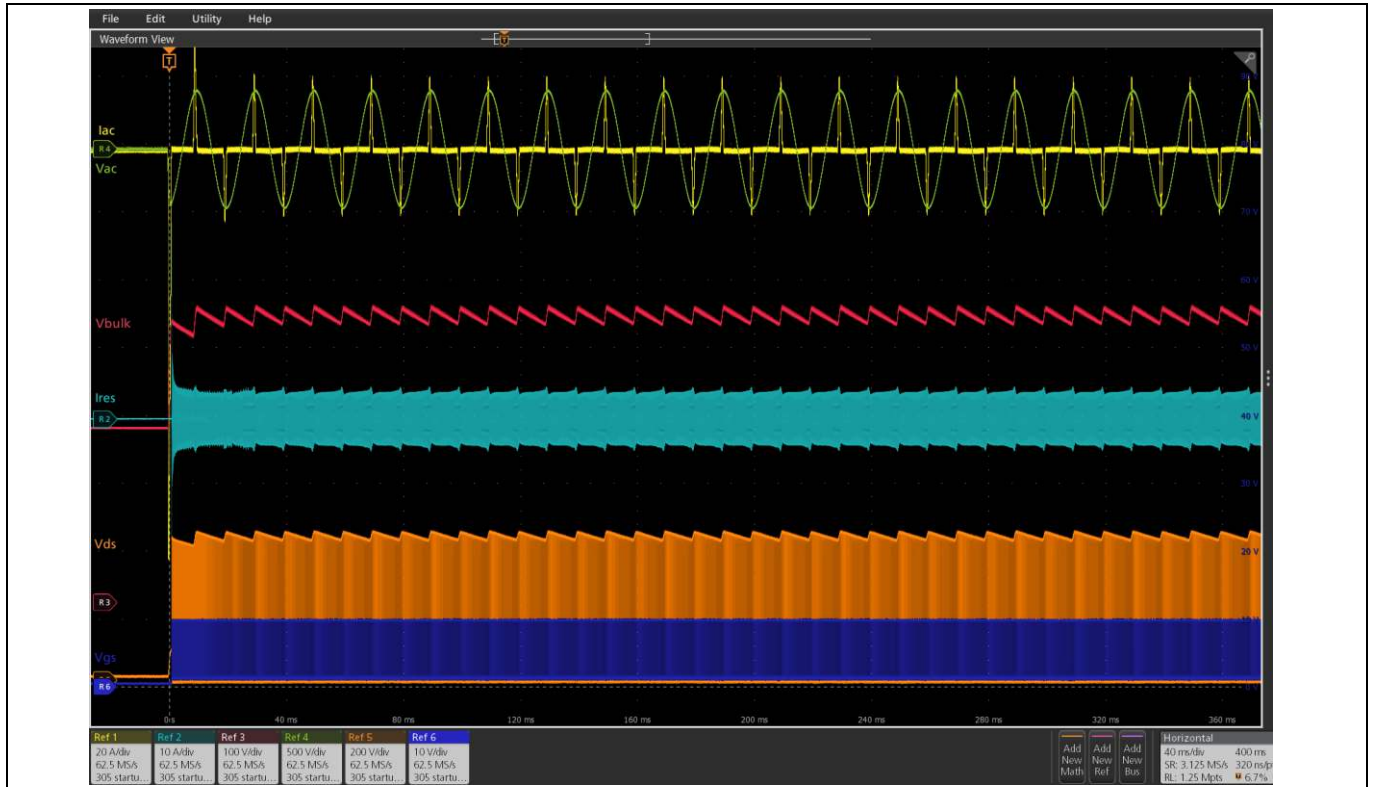 File Edit Utility Help
Waveform View
T
Iac
R4
Vac
70 V
60 V
Vbulk
50 V
Ires
R2
40 V
30 V
Vds
20 V
R3
Vgs
R6
0 V
0 s 40 ms 80 ms 120 ms 160 ms 200 ms 240 ms 280 ms 320 ms 360 ms
Ref 1 Ref 2 Ref 3 Ref 4 Ref 5 Ref 6 Horizontal
20 A/div 10 A/div 100 V/div 500 V/div 200 V/div 10 V/div Add Add Add 40 ms/div 400 ms
62.5 MS/s 62.5 MS/s 62.5 MS/s 62.5 MS/s 62.5 MS/s 62.5 MS/s New New New SR: 3.125 MS/s 320 ns/p
305 startu... 305 startu... 305 startu... 305 startu... 305 startu... 305 startu... Math Ref Bus RL: 1.25 Mpts 6.7%